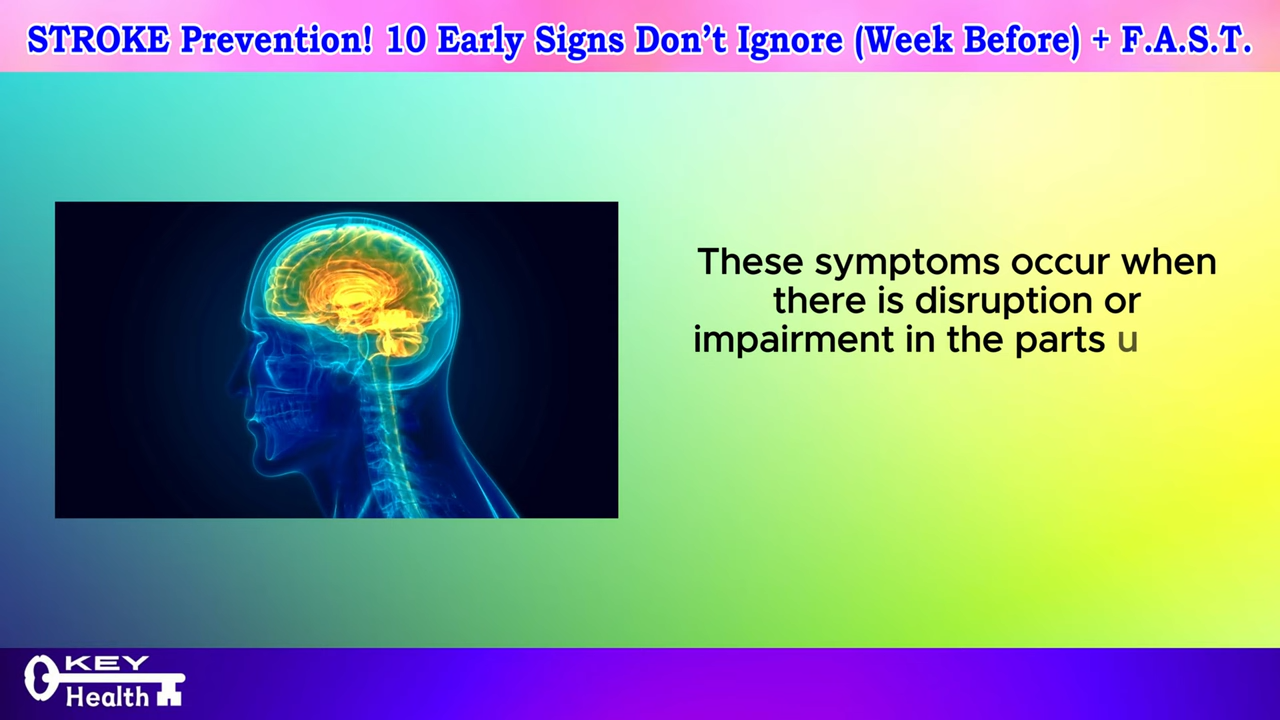 STROKE Prevention! 10 Early Signs Don’t Ignore (Week Before) + F.A.S.T.
These symptoms occur when
there is disruption or
impairment in the parts u
KEY
Health